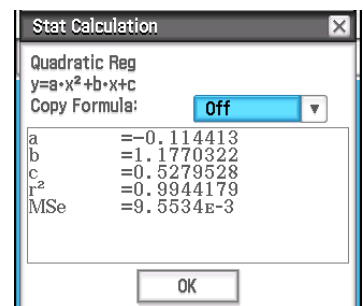 Stat Calculation
Quadratic Reg
y=a·x²+b·x+c
Copy Formula: Off
a =-0.114413
b =1.1770322
c =0.5279528
r² =0.9944179
MSe =9.5534ᴇ-3
OK